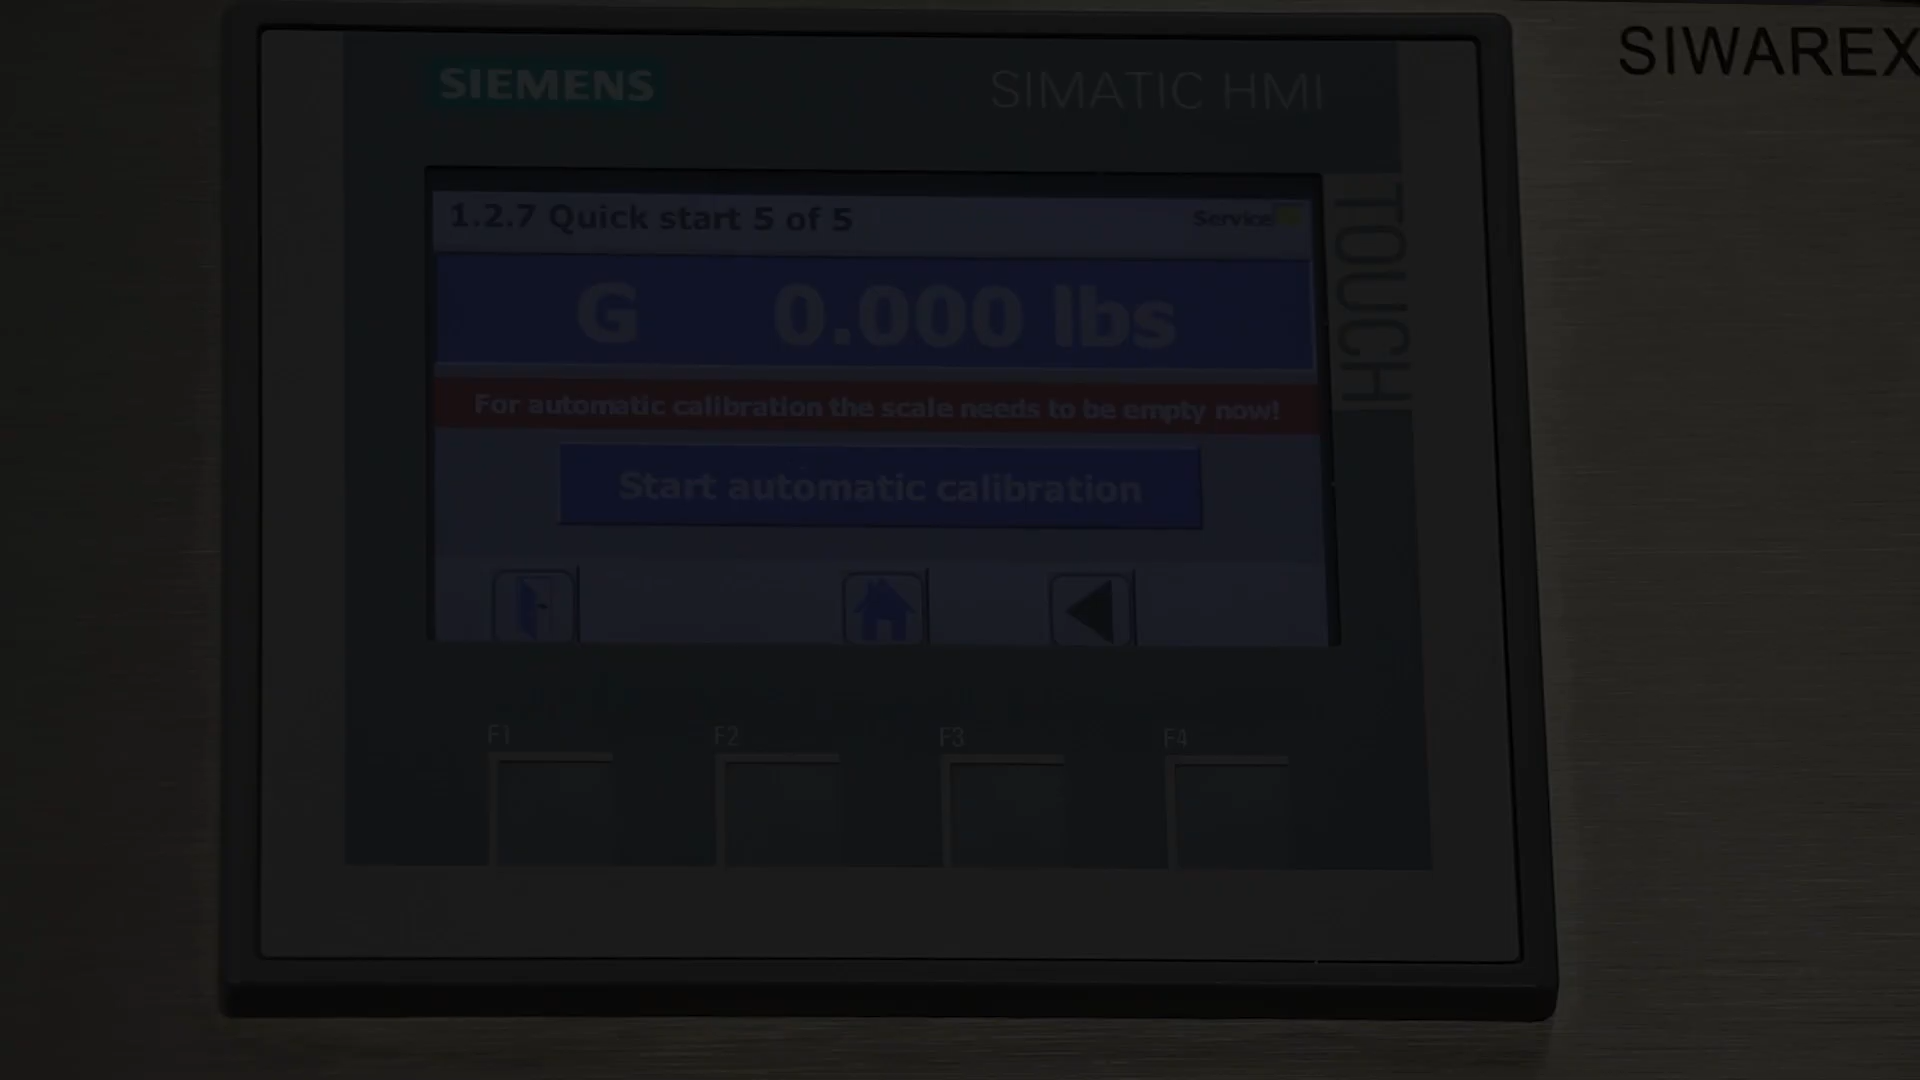 SIWAREX
SIEMENS
SIMATIC HMI
TOUCH
1.2.7 Quick start 5 of 5
Service
G 0.000 lbs
For automatic calibration the scale needs to be empty now!
Start automatic calibration
F1
F2
F3
F4